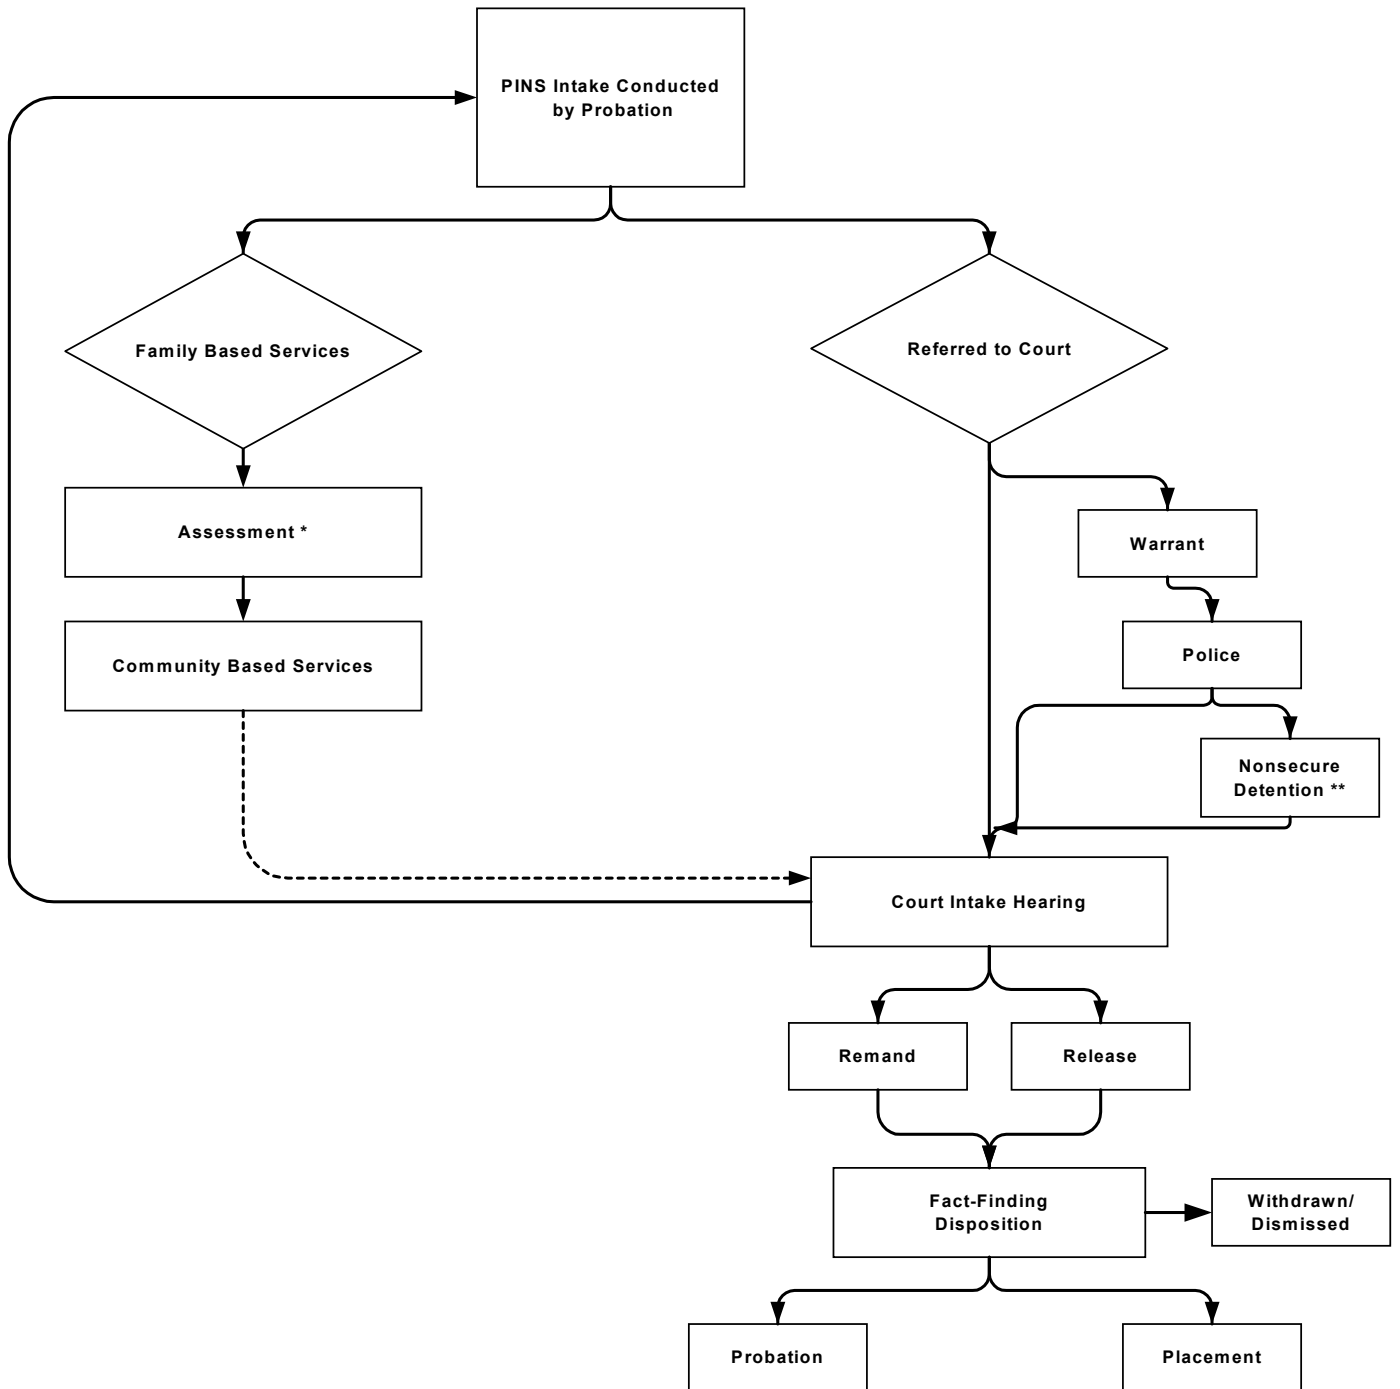 PINS Intake Conducted
by Probation
Family Based Services
Referred to Court
Assessment *
Warrant
Community Based Services
Police
Nonsecure
Detention **
Court Intake Hearing
Remand
Release
Fact-Finding
Disposition
Withdrawn/
Dismissed
Probation
Placement